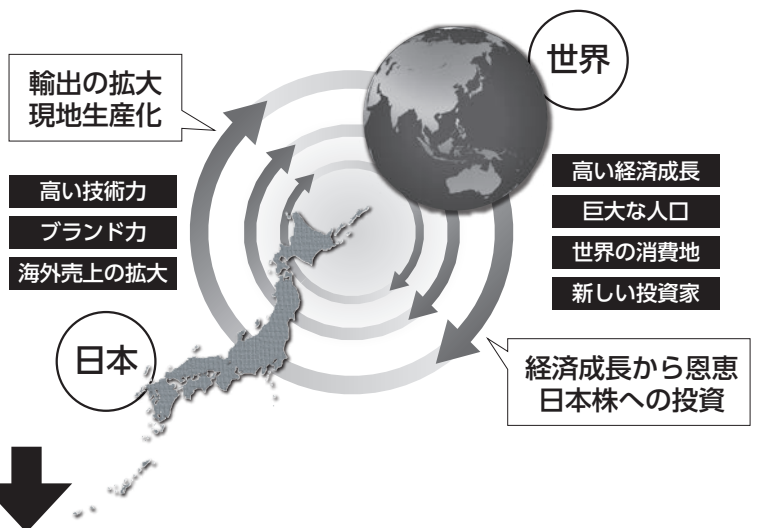 世界
輸出の拡大
現地生産化
高い技術力
ブランド力
海外売上の拡大
高い経済成長
巨大な人口
世界の消費地
新しい投資家
日本
経済成長から恩恵
日本株への投資